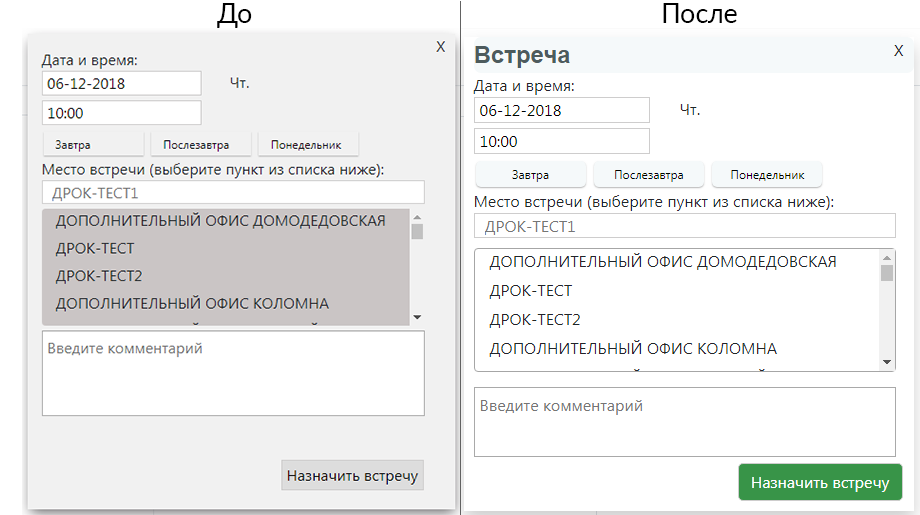 До
X
Дата и время:
06-12-2018 Чт.
10:00
Завтра Послезавтра Понедельник
Место встречи (выберите пункт из списка ниже):
ДРОК-ТЕСТ1
ДОПОЛНИТЕЛЬНЫЙ ОФИС ДОМОДЕДОВСКАЯ
ДРОК-ТЕСТ
ДРОК-ТЕСТ2
ДОПОЛНИТЕЛЬНЫЙ ОФИС КОЛОМНА
Введите комментарий
Назначить встречу
После
Встреча X
Дата и время:
06-12-2018 Чт.
10:00
Завтра Послезавтра Понедельник
Место встречи (выберите пункт из списка ниже):
ДРОК-ТЕСТ1
ДОПОЛНИТЕЛЬНЫЙ ОФИС ДОМОДЕДОВСКАЯ
ДРОК-ТЕСТ
ДРОК-ТЕСТ2
ДОПОЛНИТЕЛЬНЫЙ ОФИС КОЛОМНА
Введите комментарий
Назначить встречу